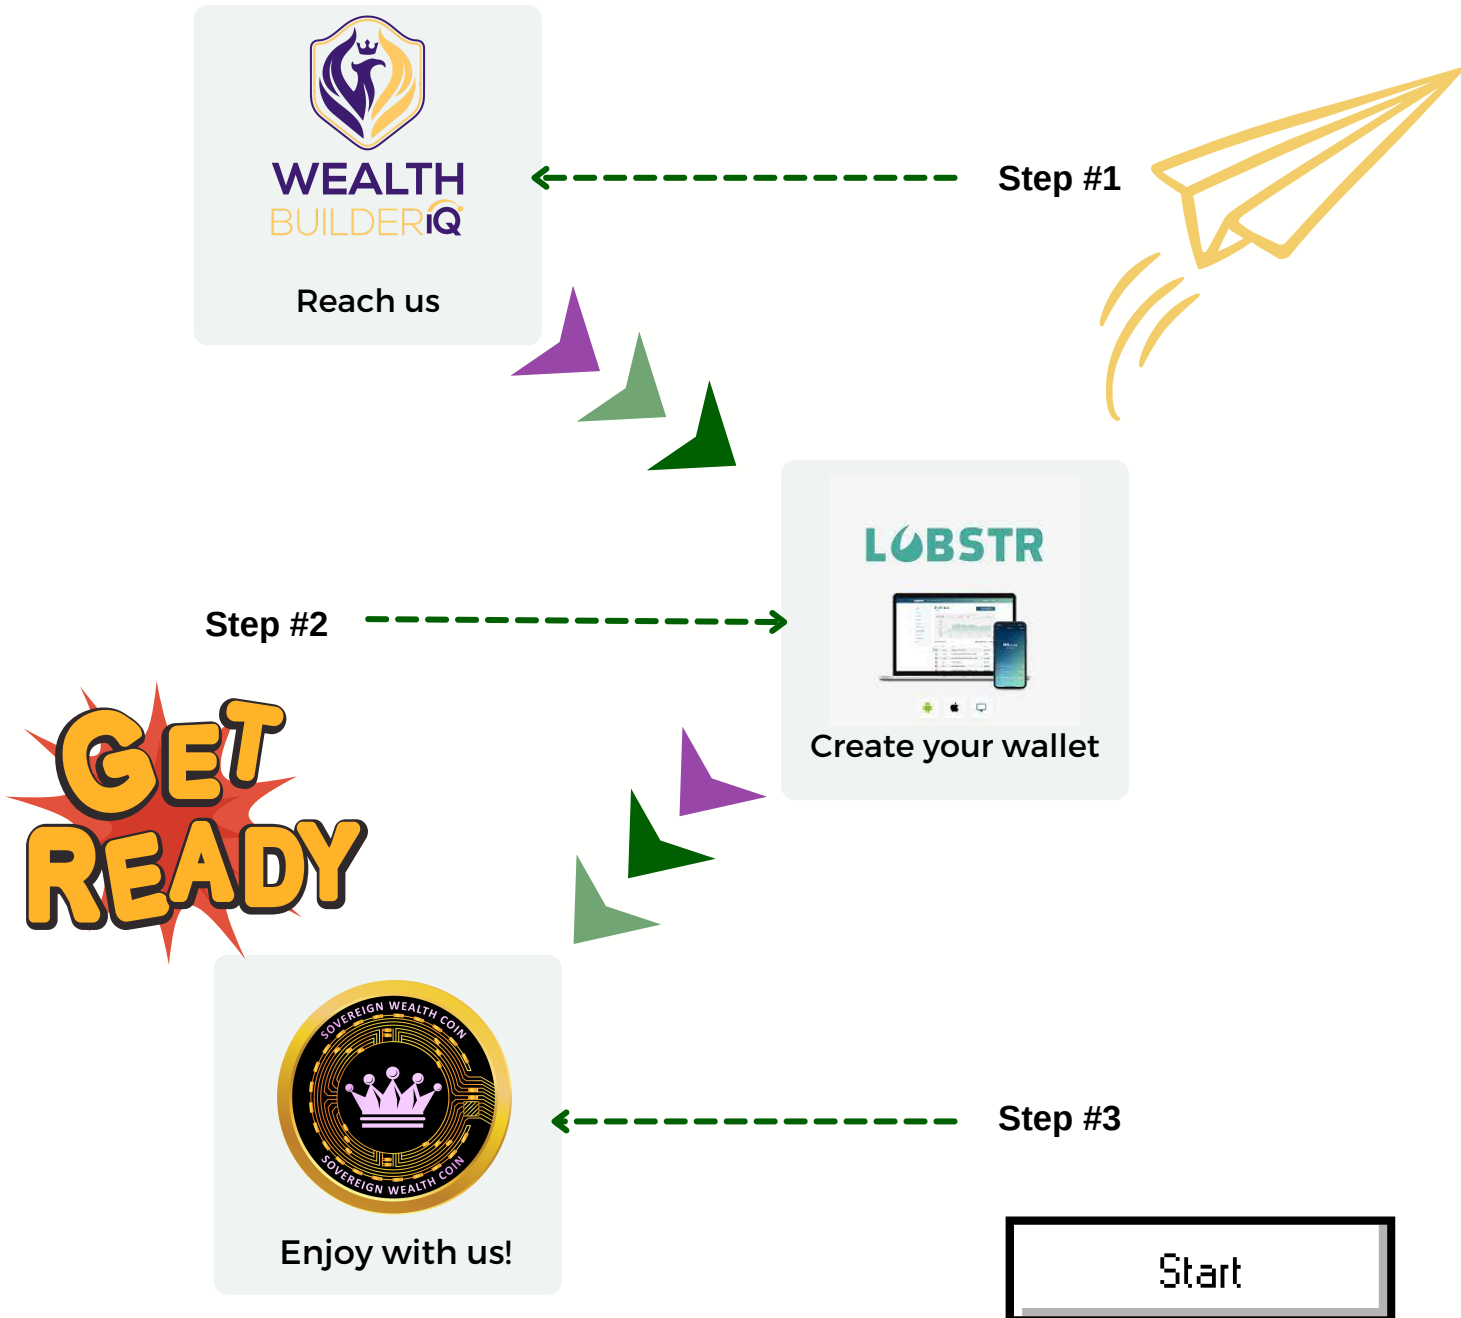 WEALTH
BUILDERiQ
Reach us
Step #1
LOBSTR
Create your wallet
Step #2
GET
READY
SOVEREIGN WEALTH COIN
SOVEREIGN WEALTH COIN
Enjoy with us!
Step #3
Start